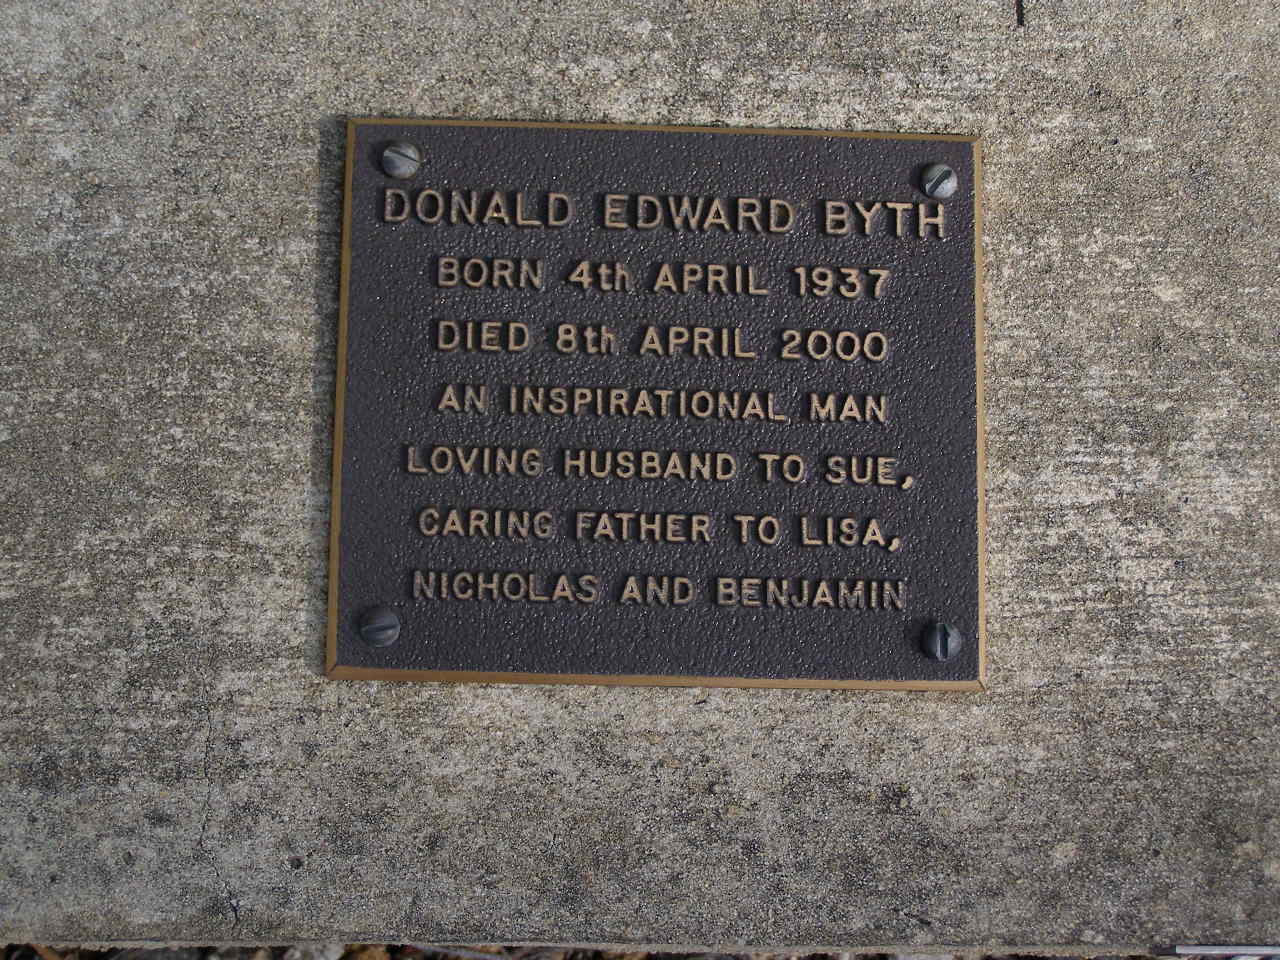 DONALD EDWARD BYTH
BORN 4th APRIL 1937
DIED 8th APRIL 2000
AN INSPIRATIONAL MAN
LOVING HUSBAND TO SUE,
CARING FATHER TO LISA,
NICHOLAS AND BENJAMIN